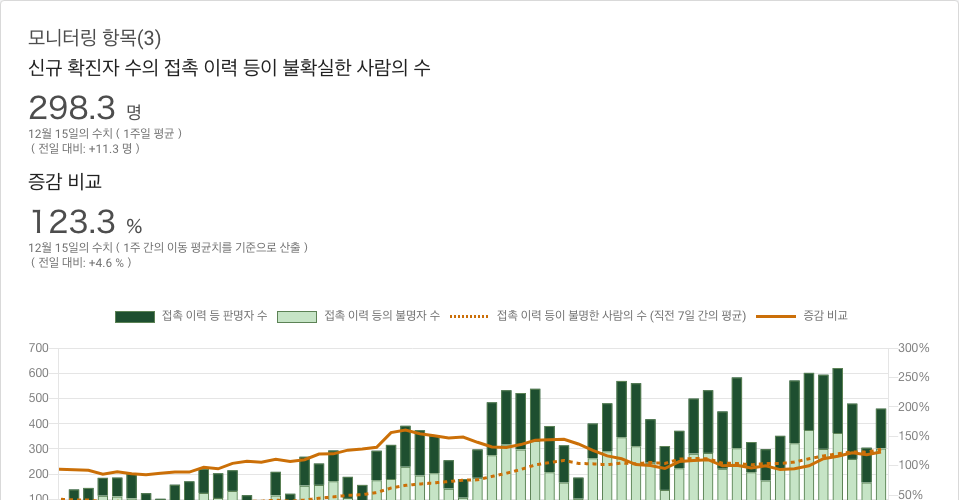 모니터링 항목(3)
신규 확진자 수의 접촉 이력 등이 불확실한 사람의 수
298.3 명
12월 15일의 수치 ( 1주일 평균 )
( 전일 대비: +11.3 명 )
증감 비교
123.3 %
12월 15일의 수치 ( 1주 간의 이동 평균치를 기준으로 산출 )
( 전일 대비: +4.6 % )
접촉 이력 등 판명자 수 접촉 이력 등의 불명자 수 접촉 이력 등이 불명한 사람의 수 (직전 7일 간의 평균) 증감 비교
700 300%
600 250%
500 200%
400
300 150%
200 100%
100 50%